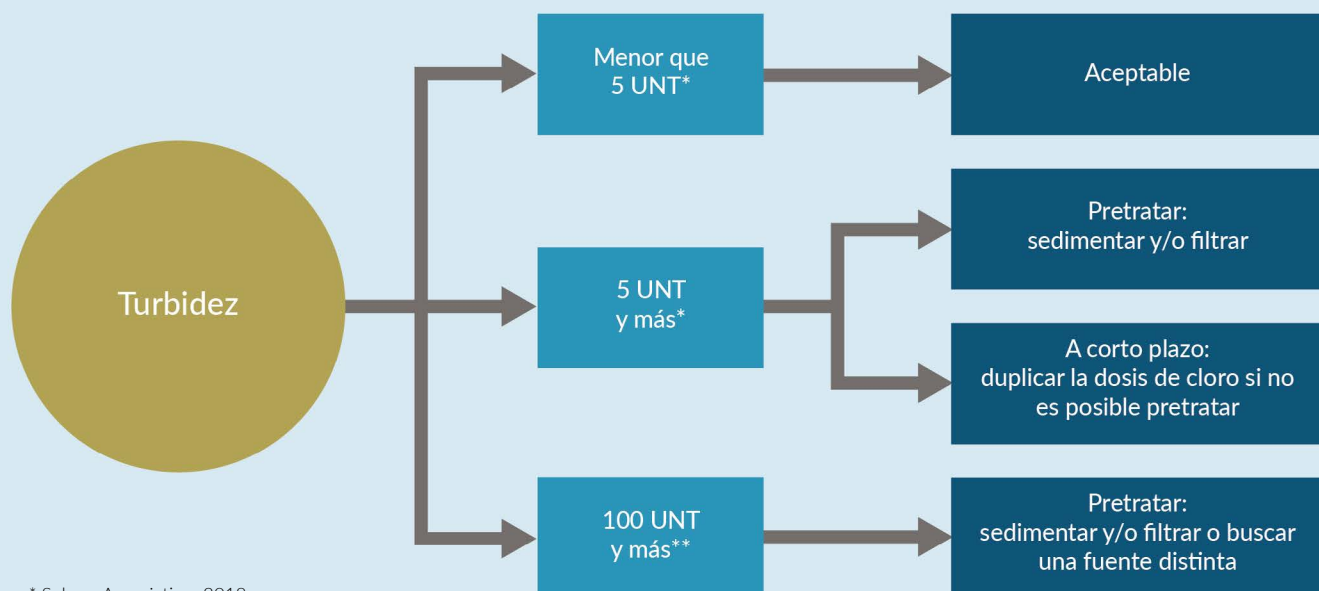 Turbidez
Menor que
5 UNT*
Aceptable
5 UNT
y más*
Pretratar:
sedimentar y/o filtrar
A corto plazo:
duplicar la dosis de cloro si no
es posible pretratar
100 UNT
y más**
Pretratar:
sedimentar y/o filtrar o buscar
una fuente distinta